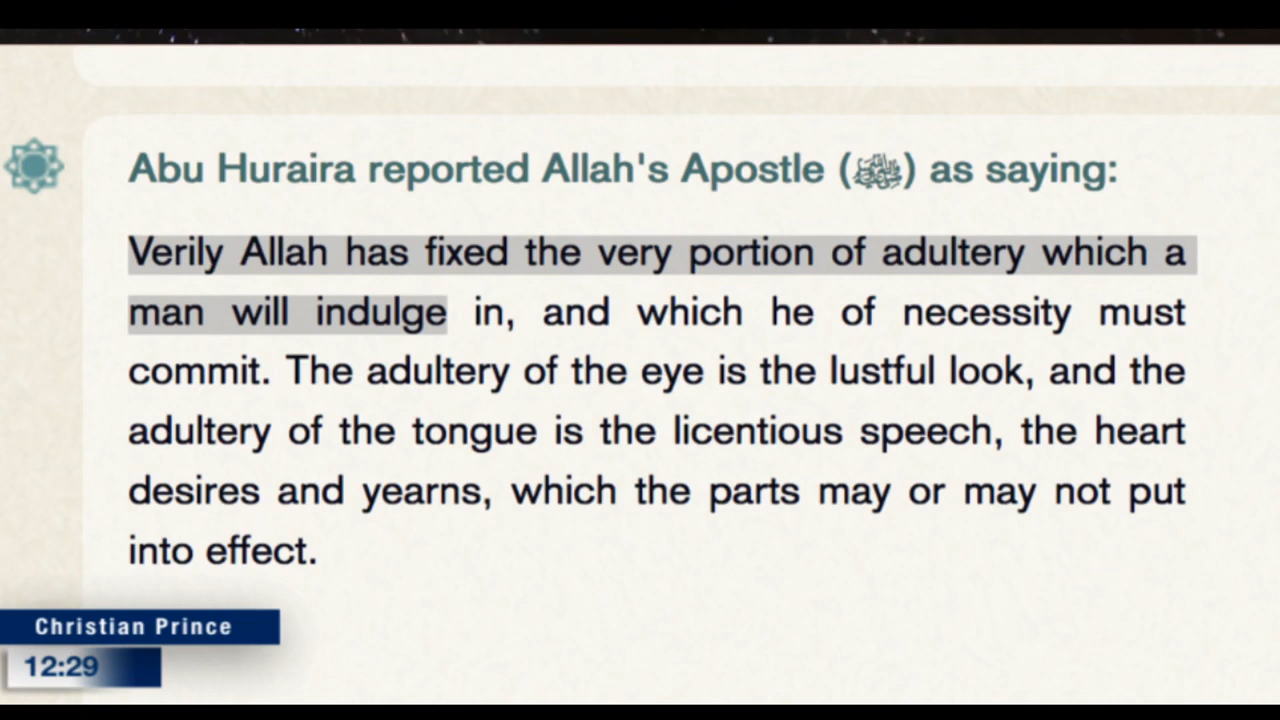 Abu Huraira reported Allah's Apostle (ﷺ) as saying:
Verily Allah has fixed the very portion of adultery which a
man will indulge in, and which he of necessity must
commit. The adultery of the eye is the lustful look, and the
adultery of the tongue is the licentious speech, the heart
desires and yearns, which the parts may or may not put
into effect.
Christian Prince
12:29